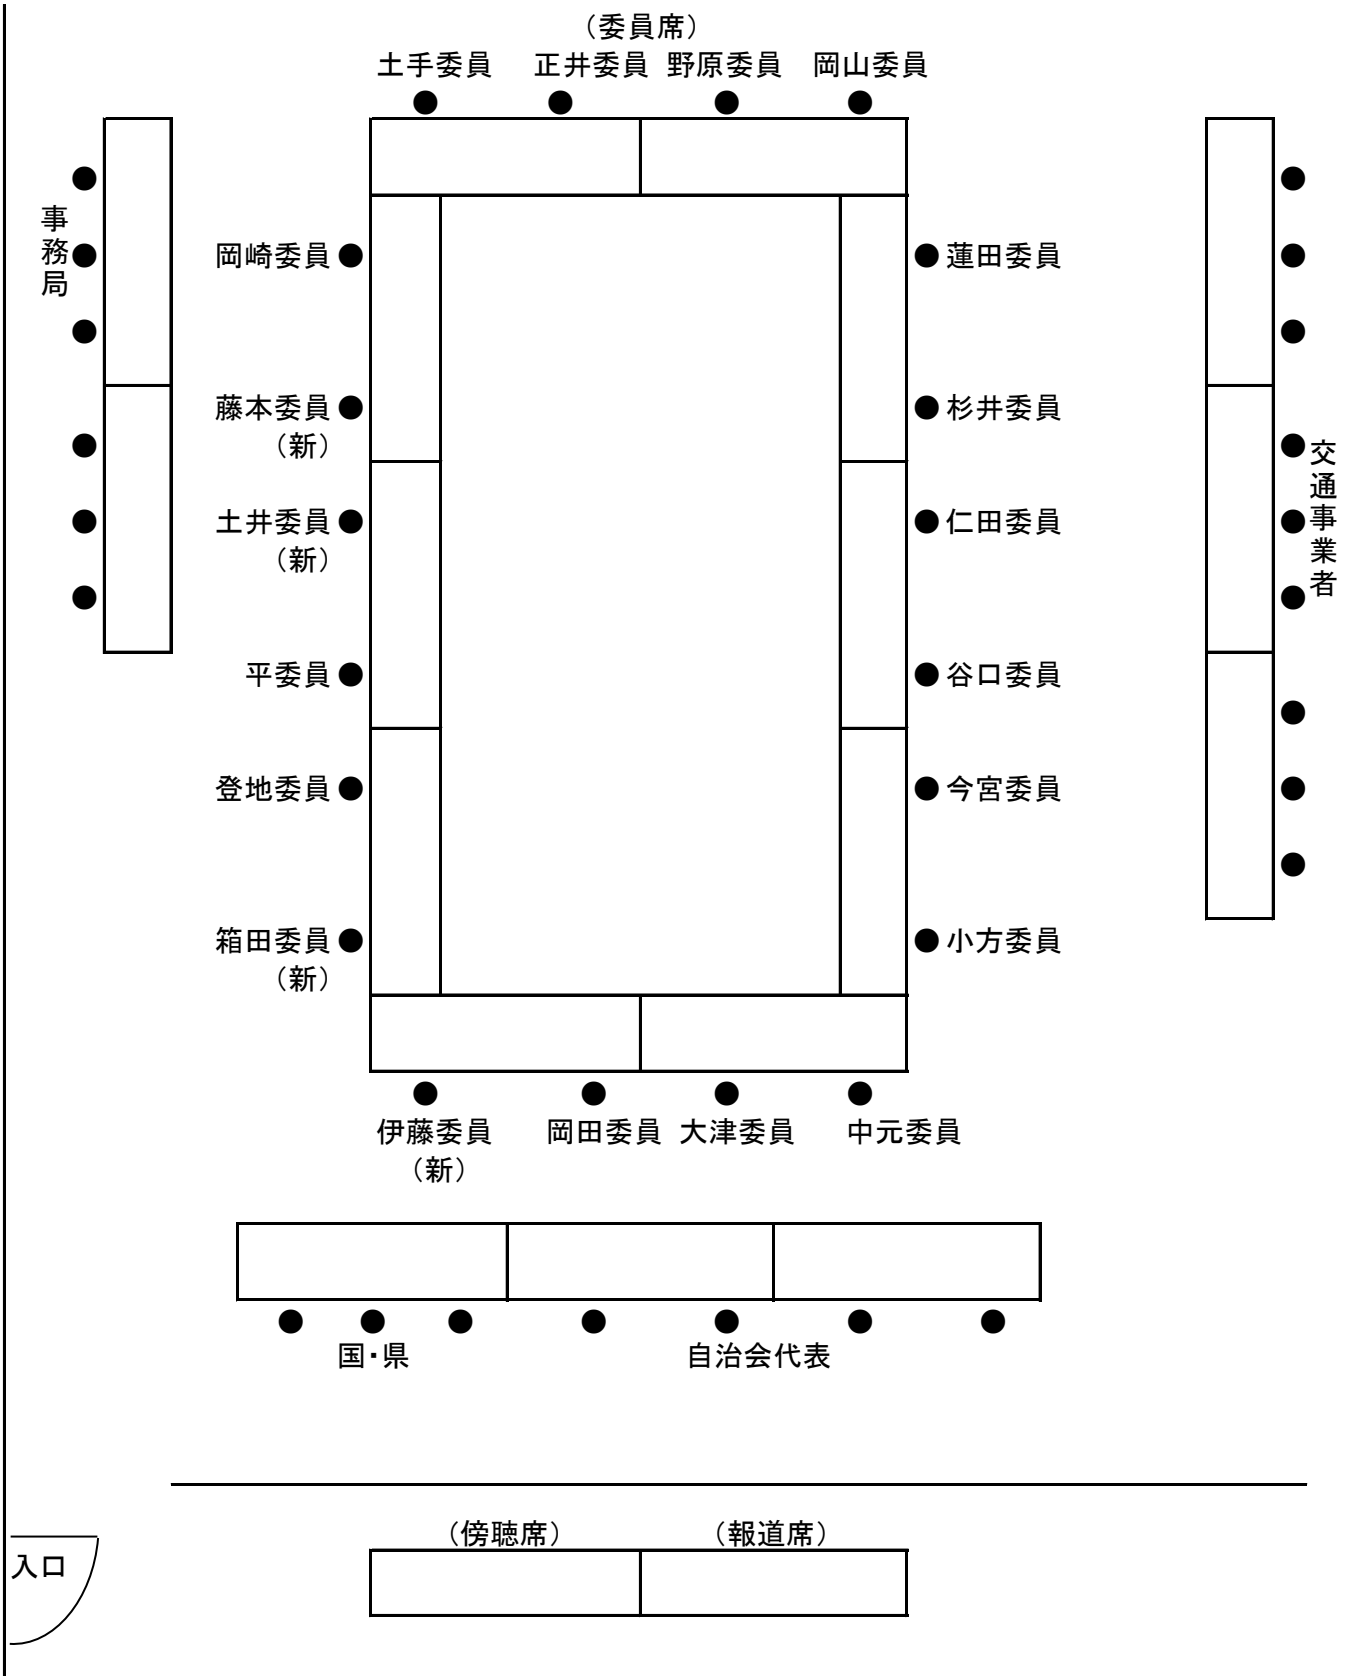 （委員席）
土手委員 正井委員 野原委員 岡山委員
事務局
岡崎委員
蓮田委員
藤本委員
（新）
杉井委員
交通事業者
土井委員
（新）
仁田委員
平委員
谷口委員
登地委員
今宮委員
箱田委員
（新）
小方委員
伊藤委員 岡田委員 大津委員 中元委員
（新）
国・県
自治会代表
（傍聴席） （報道席）
入口